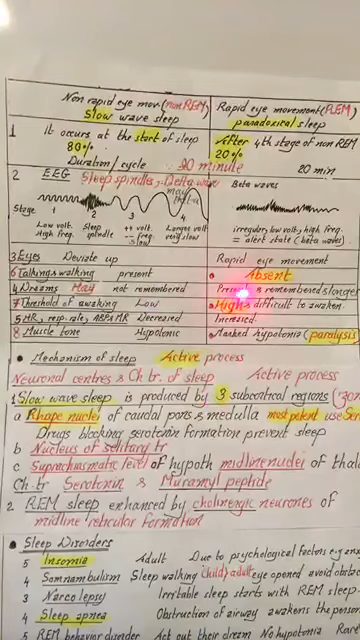 Non rapid eye mov. (non REM)
Slow wave sleep
Rapid eye movement (REM)
paradoxical sleep
1 It occurs at the start of sleep
80%
After 4th stage of non REM
20%
Duration/cycle 90 minute
20 min
2 EEG Sleep spindles, Delta wave
Beta waves
Stage 1 2 3 4
Low volt. High freq.
Sleep spindle
++ volt -- freq slow
Longest volt very slow
irregular, low volt, high freq.
= alert state (beta waves)
3 Eyes Deviate up
Rapid eye movement
6 Talking & walking present
Absent
4 Dreams May not remembered
& remembered & longer
7 Threshold of awaking Low
High & difficult to awaken
5 HR, resp. rate, ABP & MR Decreased
Increased
8 Muscle tone Hypotonic
Marked hypotonia (paralysis)
Mechanism of sleep Active process
Neuronal centres & Ch tr. of sleep Active process
1 Slow wave sleep is produced by 3 subcortical regions
a Rhape nuclei of caudal pons & medulla most potent use
Drugs blocking serotonin formation prevent sleep
b Nucleus of solitary tr
c Suprachiasmatic level of hypoth midline nuclei of thal
Ch tr Serotonin & Muramyl peptide
2 REM sleep enhanced by cholinergic neurones of
midline reticular formation
Sleep Disorders
5 Insomia Adult Due to psychological factors e.g
4 Somnambulism Sleep walking Child > adult eye opened avoid obstac
3 Narcolepsy Irretable sleep starts with REM sleep
4 Sleep apnea Obstruction of airway awakens the person
5 REM behavior disorder Act out their dream No hypotonia